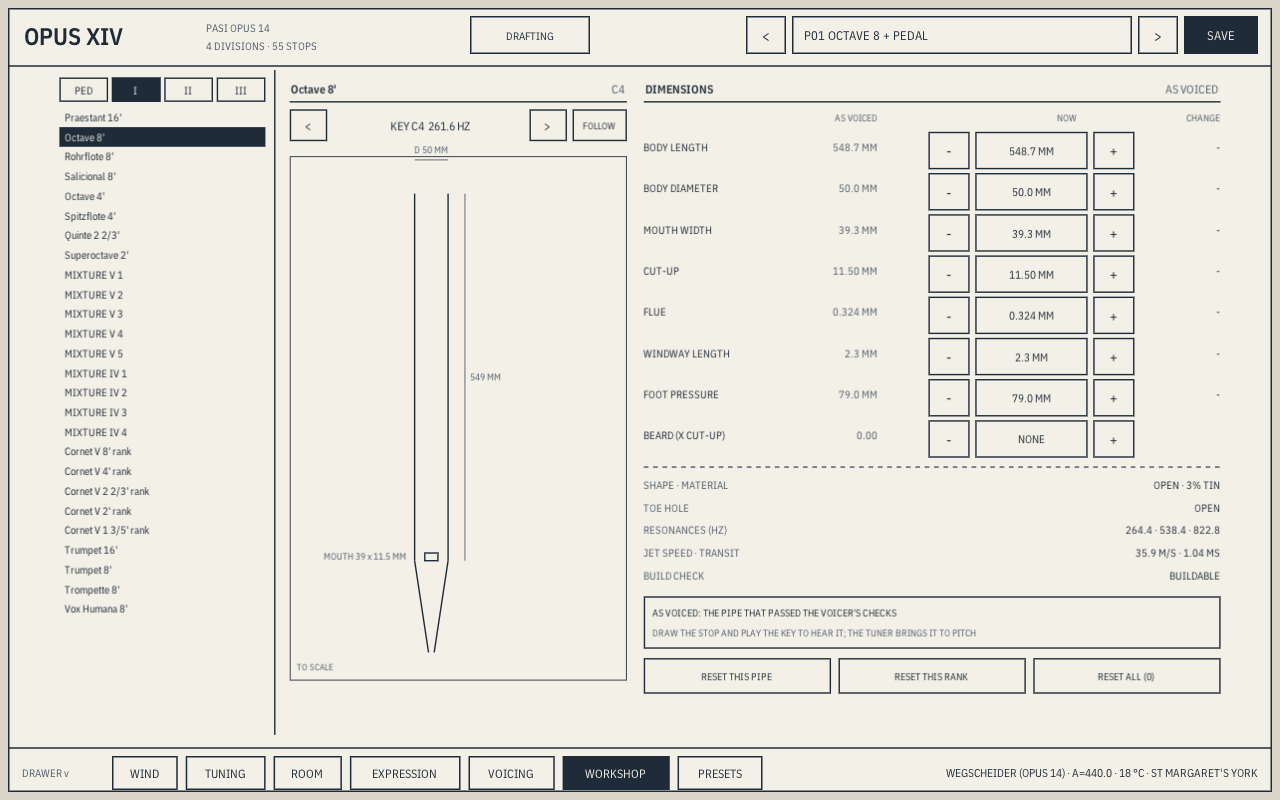 OPUS XIV
PASI OPUS 14
4 DIVISIONS · 55 STOPS
DRAFTING
<
P01 OCTAVE 8 + PEDAL
>
SAVE
PED
I
II
III
Praestant 16'
Octave 8'
Rohrflote 8'
Salicional 8'
Octave 4'
Spitzflote 4'
Quinte 2 2/3'
Superoctave 2'
MIXTURE V 1
MIXTURE V 2
MIXTURE V 3
MIXTURE V 4
MIXTURE V 5
MIXTURE IV 1
MIXTURE IV 2
MIXTURE IV 3
MIXTURE IV 4
Cornet V 8' rank
Cornet V 4' rank
Cornet V 2 2/3' rank
Cornet V 2' rank
Cornet V 1 3/5' rank
Trumpet 16'
Trumpet 8'
Trompette 8'
Vox Humana 8'
Octave 8' C4
<
KEY C4 261.6 HZ
>
FOLLOW
D 50 MM
549 MM
MOUTH 39 x 11.5 MM
TO SCALE
DIMENSIONS AS VOICED
AS VOICED NOW CHANGE
BODY LENGTH 548.7 MM - 548.7 MM + -
BODY DIAMETER 50.0 MM - 50.0 MM + -
MOUTH WIDTH 39.3 MM - 39.3 MM + -
CUT-UP 11.50 MM - 11.50 MM + -
FLUE 0.324 MM - 0.324 MM + -
WINDWAY LENGTH 2.3 MM - 2.3 MM + -
FOOT PRESSURE 79.0 MM - 79.0 MM + -
BEARD (X CUT-UP) 0.00 - NONE +
SHAPE · MATERIAL OPEN · 3% TIN
TOE HOLE OPEN
RESONANCES (HZ) 264.4 · 538.4 · 822.8
JET SPEED · TRANSIT 35.9 M/S · 1.04 MS
BUILD CHECK BUILDABLE
AS VOICED: THE PIPE THAT PASSED THE VOICER'S CHECKS
DRAW THE STOP AND PLAY THE KEY TO HEAR IT; THE TUNER BRINGS IT TO PITCH
RESET THIS PIPE
RESET THIS RANK
RESET ALL (0)
DRAWER v
WIND
TUNING
ROOM
EXPRESSION
VOICING
WORKSHOP
PRESETS
WEGSCHEIDER (OPUS 14) · A=440.0 · 18 °C · ST MARGARET'S YORK